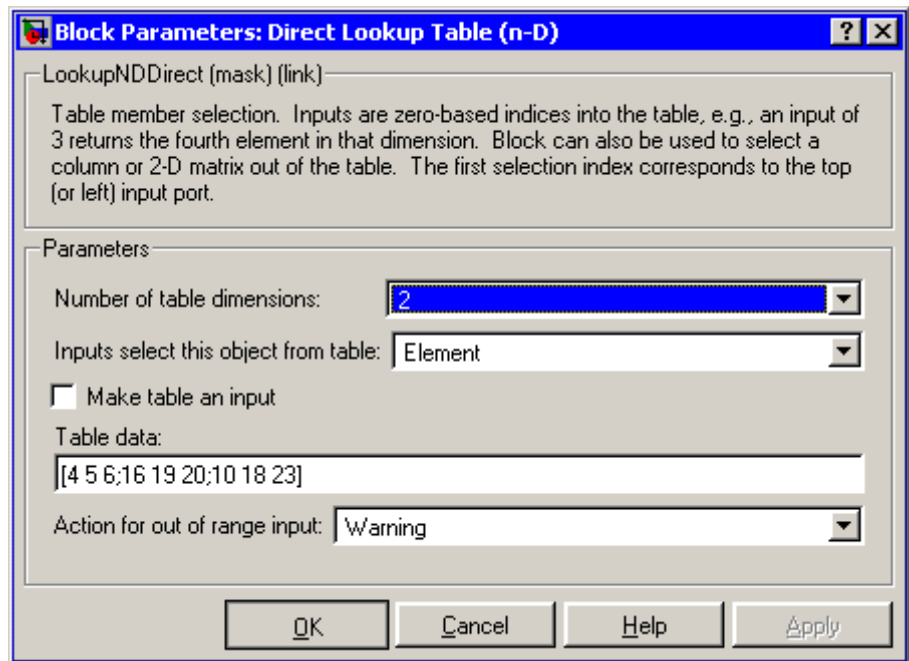 Block Parameters: Direct Lookup Table (n-D)
LookupNDDirect (mask) (link)
Table member selection. Inputs are zero-based indices into the table, e.g., an input of
3 returns the fourth element in that dimension. Block can also be used to select a
column or 2-D matrix out of the table. The first selection index corresponds to the top
(or left) input port.
Parameters
Number of table dimensions: 2
Inputs select this object from table: Element
Make table an input
Table data:
[4 5 6;16 19 20;10 18 23]
Action for out of range input: Warning
OK Cancel Help Apply